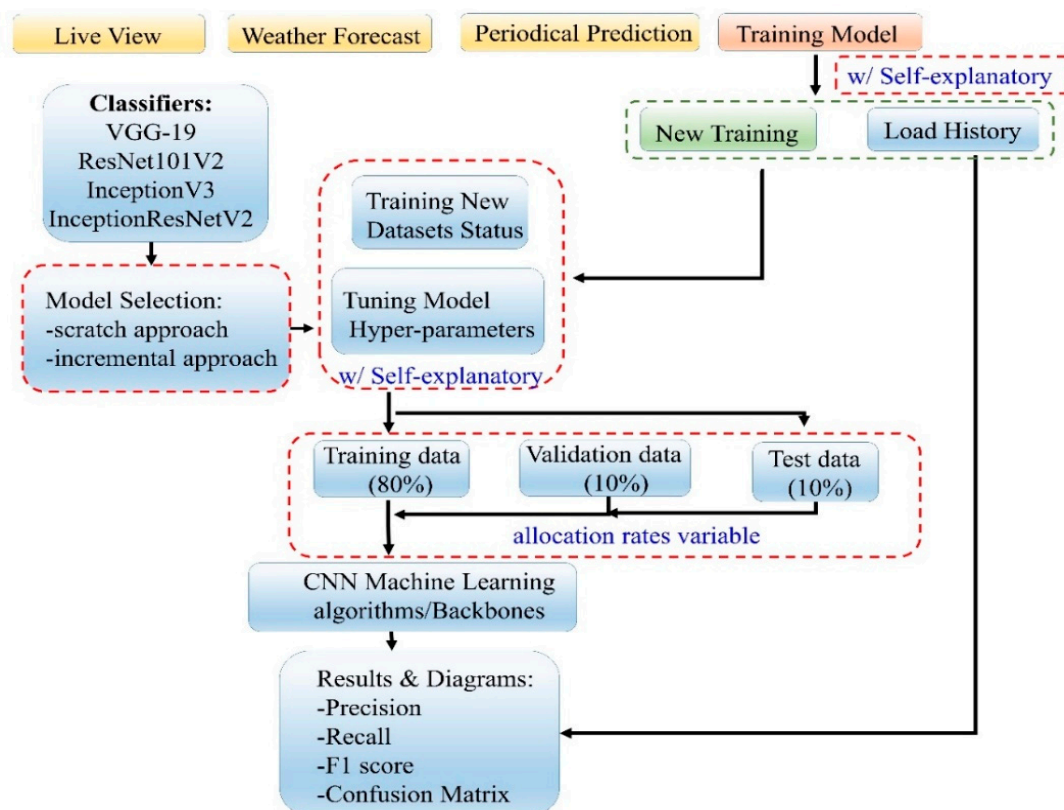 Live View
Weather Forecast
Periodical Prediction
Training Model
w/ Self-explanatory
New Training
Load History
Classifiers:
VGG-19
ResNet101V2
InceptionV3
InceptionResNetV2
Model Selection:
-scratch approach
-incremental approach
Training New
Datasets Status
Tuning Model
Hyper-parameters
w/ Self-explanatory
Training data
(80%)
Validation data
(10%)
Test data
(10%)
allocation rates variable
CNN Machine Learning
algorithms/Backbones
Results & Diagrams:
-Precision
-Recall
-F1 score
-Confusion Matrix